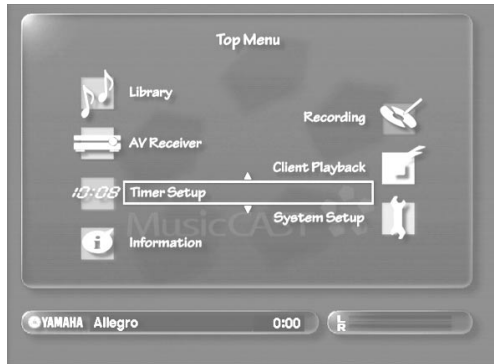 Top Menu
Library
Recording
AV Receiver
Client Playback
10:08 Timer Setup
System Setup
MusicCAST
Information
YAMAHA Allegro 0:00 L
R